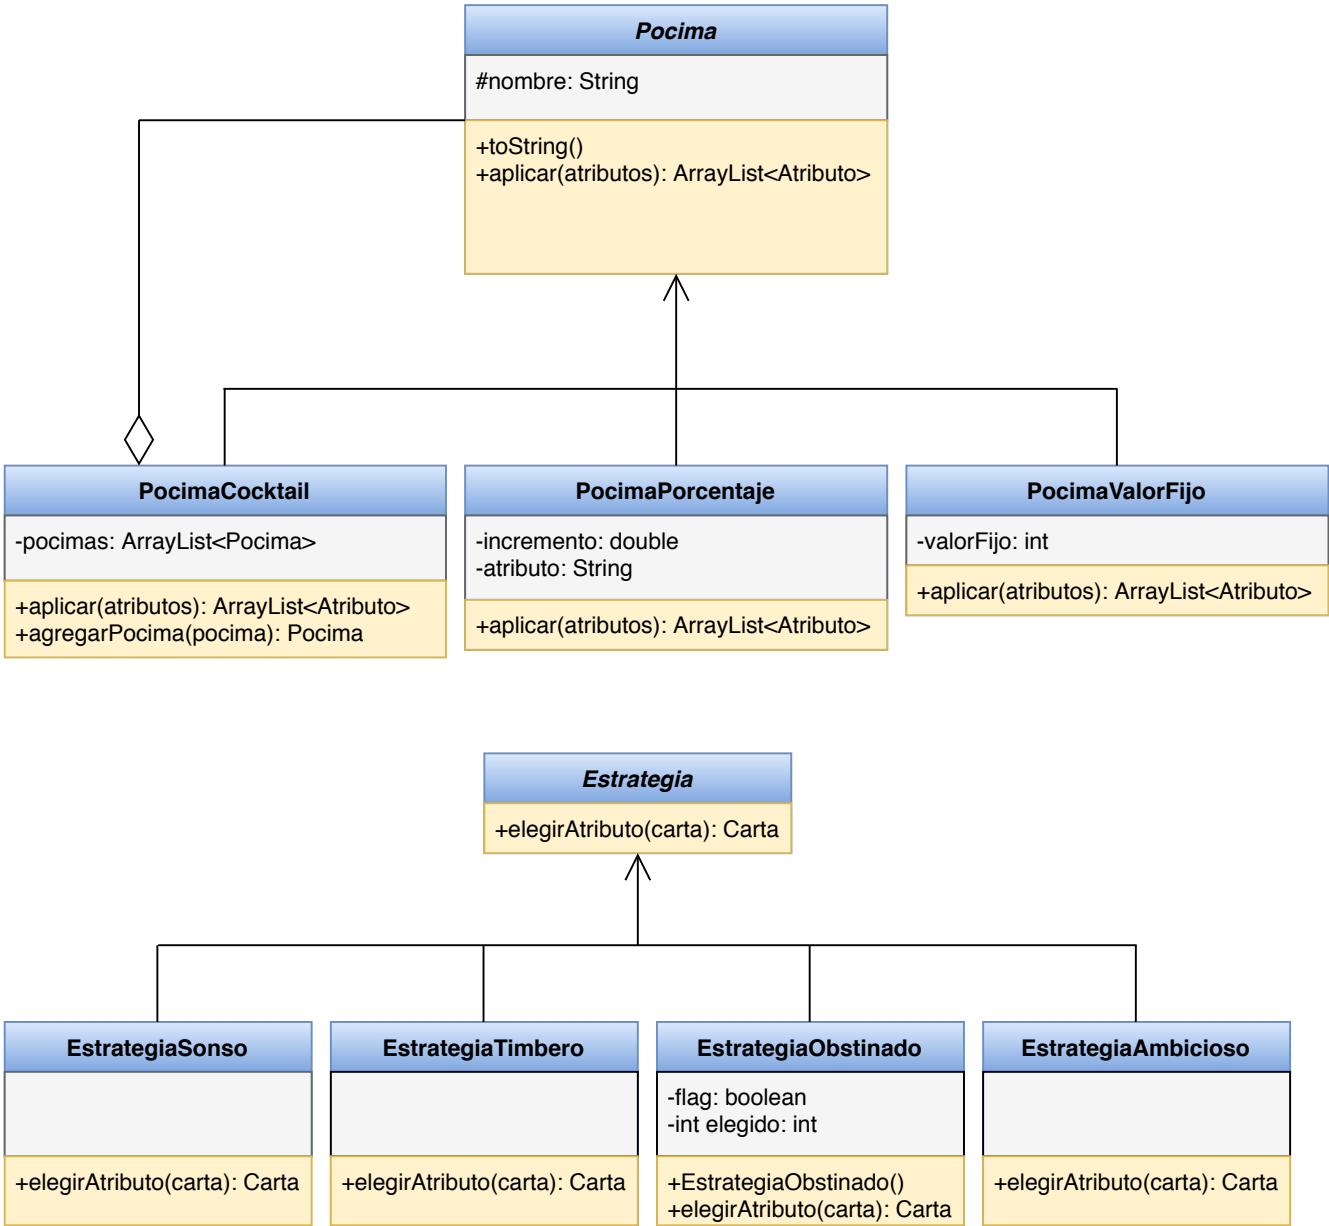 Pocima
#nombre: String
+toString()
+aplicar(atributos): ArrayList<Atributo>
PocimaCocktail
-pocimas: ArrayList<Pocima>
+aplicar(atributos): ArrayList<Atributo>
+agregarPocima(pocima): Pocima
PocimaPorcentaje
-incremento: double
-atributo: String
+aplicar(atributos): ArrayList<Atributo>
PocimaValorFijo
-valorFijo: int
+aplicar(atributos): ArrayList<Atributo>
Estrategia
+elegirAtributo(carta): Carta
EstrategiaSonso
+elegirAtributo(carta): Carta
EstrategiaTimbero
+elegirAtributo(carta): Carta
EstrategiaObstinado
-flag: boolean
-int elegido: int
+EstrategiaObstinado()
+elegirAtributo(carta): Carta
EstrategiaAmbicioso
+elegirAtributo(carta): Carta